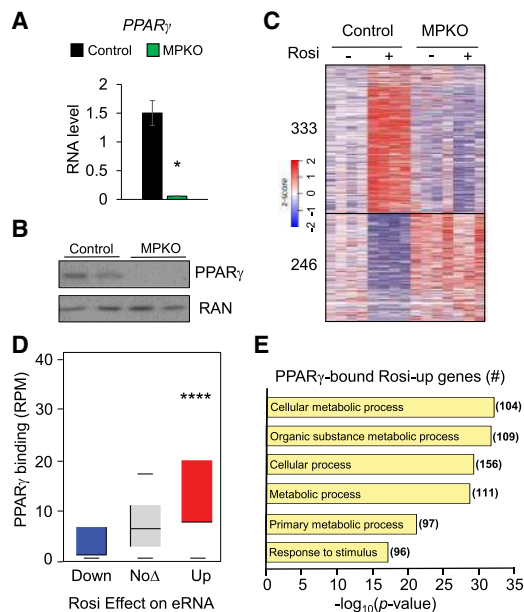 A
PPARγ
Control MPKO
RNA level
2
1.5
1
0.5
0
*
B
Control MPKO
PPARγ
RAN
C
Control MPKO
Rosi - + - +
333
246
z-score
-2 -1 0 1 2
D
PPARγ binding (RPM)
40
30
20
10
0
****
Down NoΔ Up
Rosi Effect on eRNA
E
PPARγ-bound Rosi-up genes (#)
Cellular metabolic process (104)
Organic substance metabolic process (109)
Cellular process (156)
Metabolic process (111)
Primary metabolic process (97)
Response to stimulus (96)
0 5 10 15 20 25 30 35
-log10(p-value)